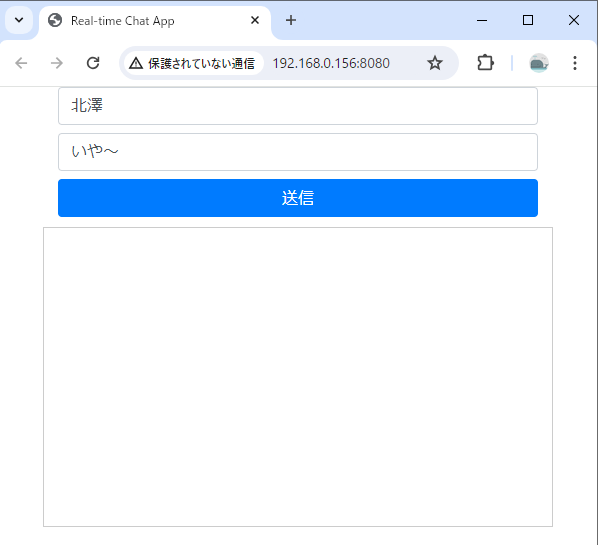 Real-time Chat App
保護されていない通信 192.168.0.156:8080
北澤
いや～
送信